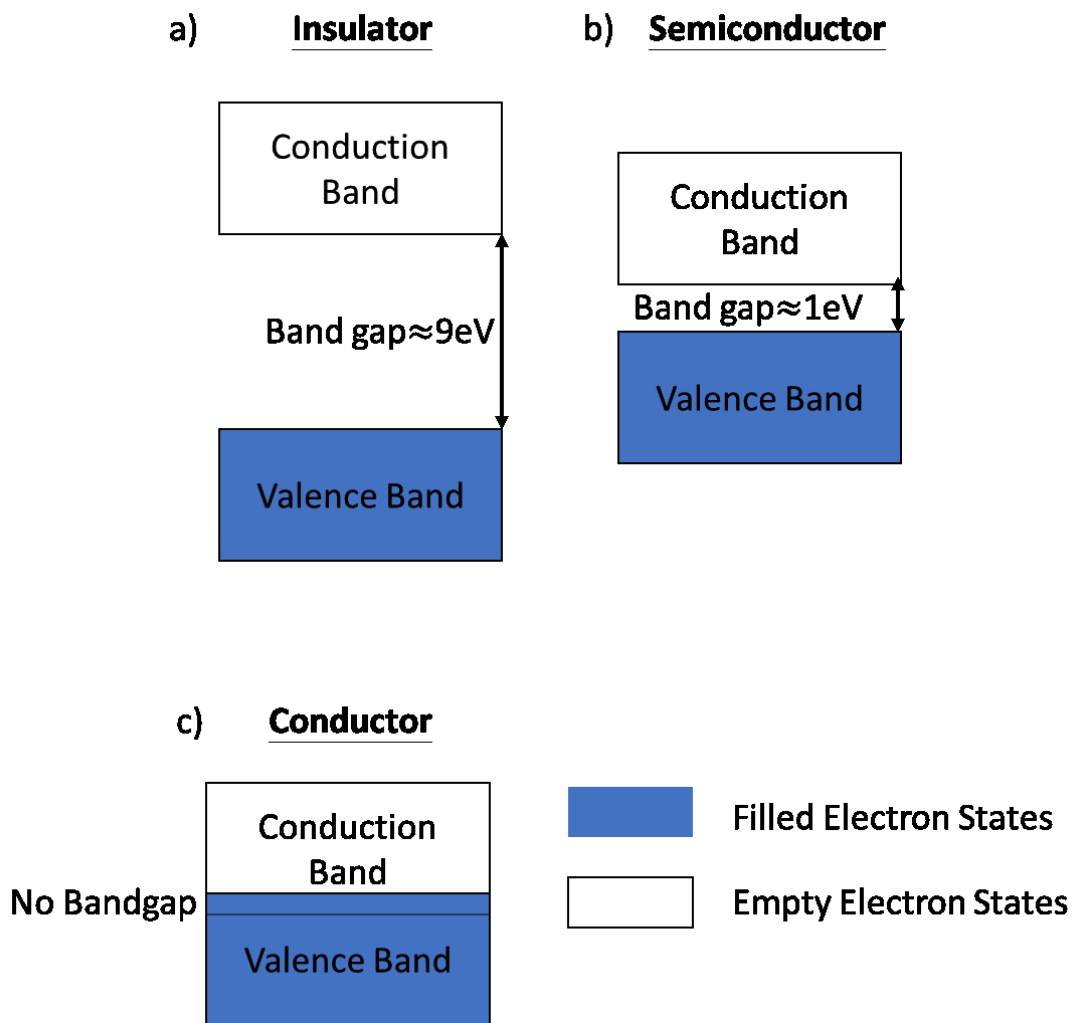 a) Insulator
b) Semiconductor
Conduction
Band
Band gap≈9eV
Valence Band
Conduction
Band
Band gap≈1eV
Valence Band
c) Conductor
Conduction
Band
No Bandgap
Valence Band
Filled Electron States
Empty Electron States